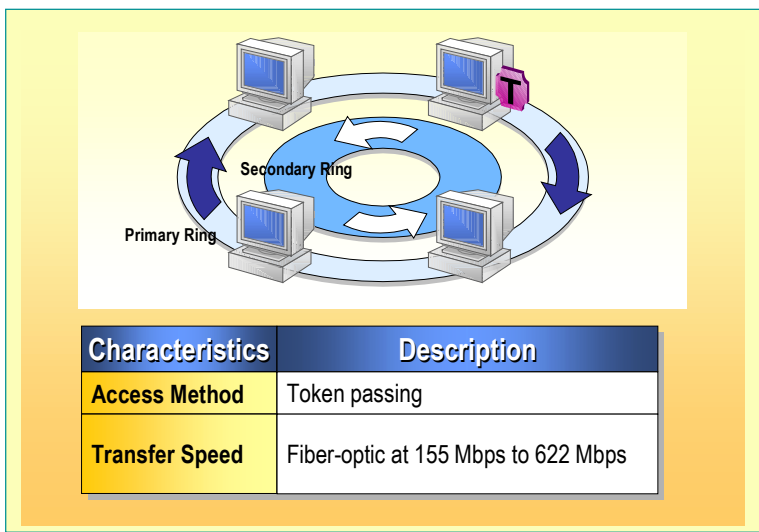 T
Secondary Ring
Primary Ring
Characteristics Description
Access Method Token passing
Transfer Speed Fiber-optic at 155 Mbps to 622 Mbps